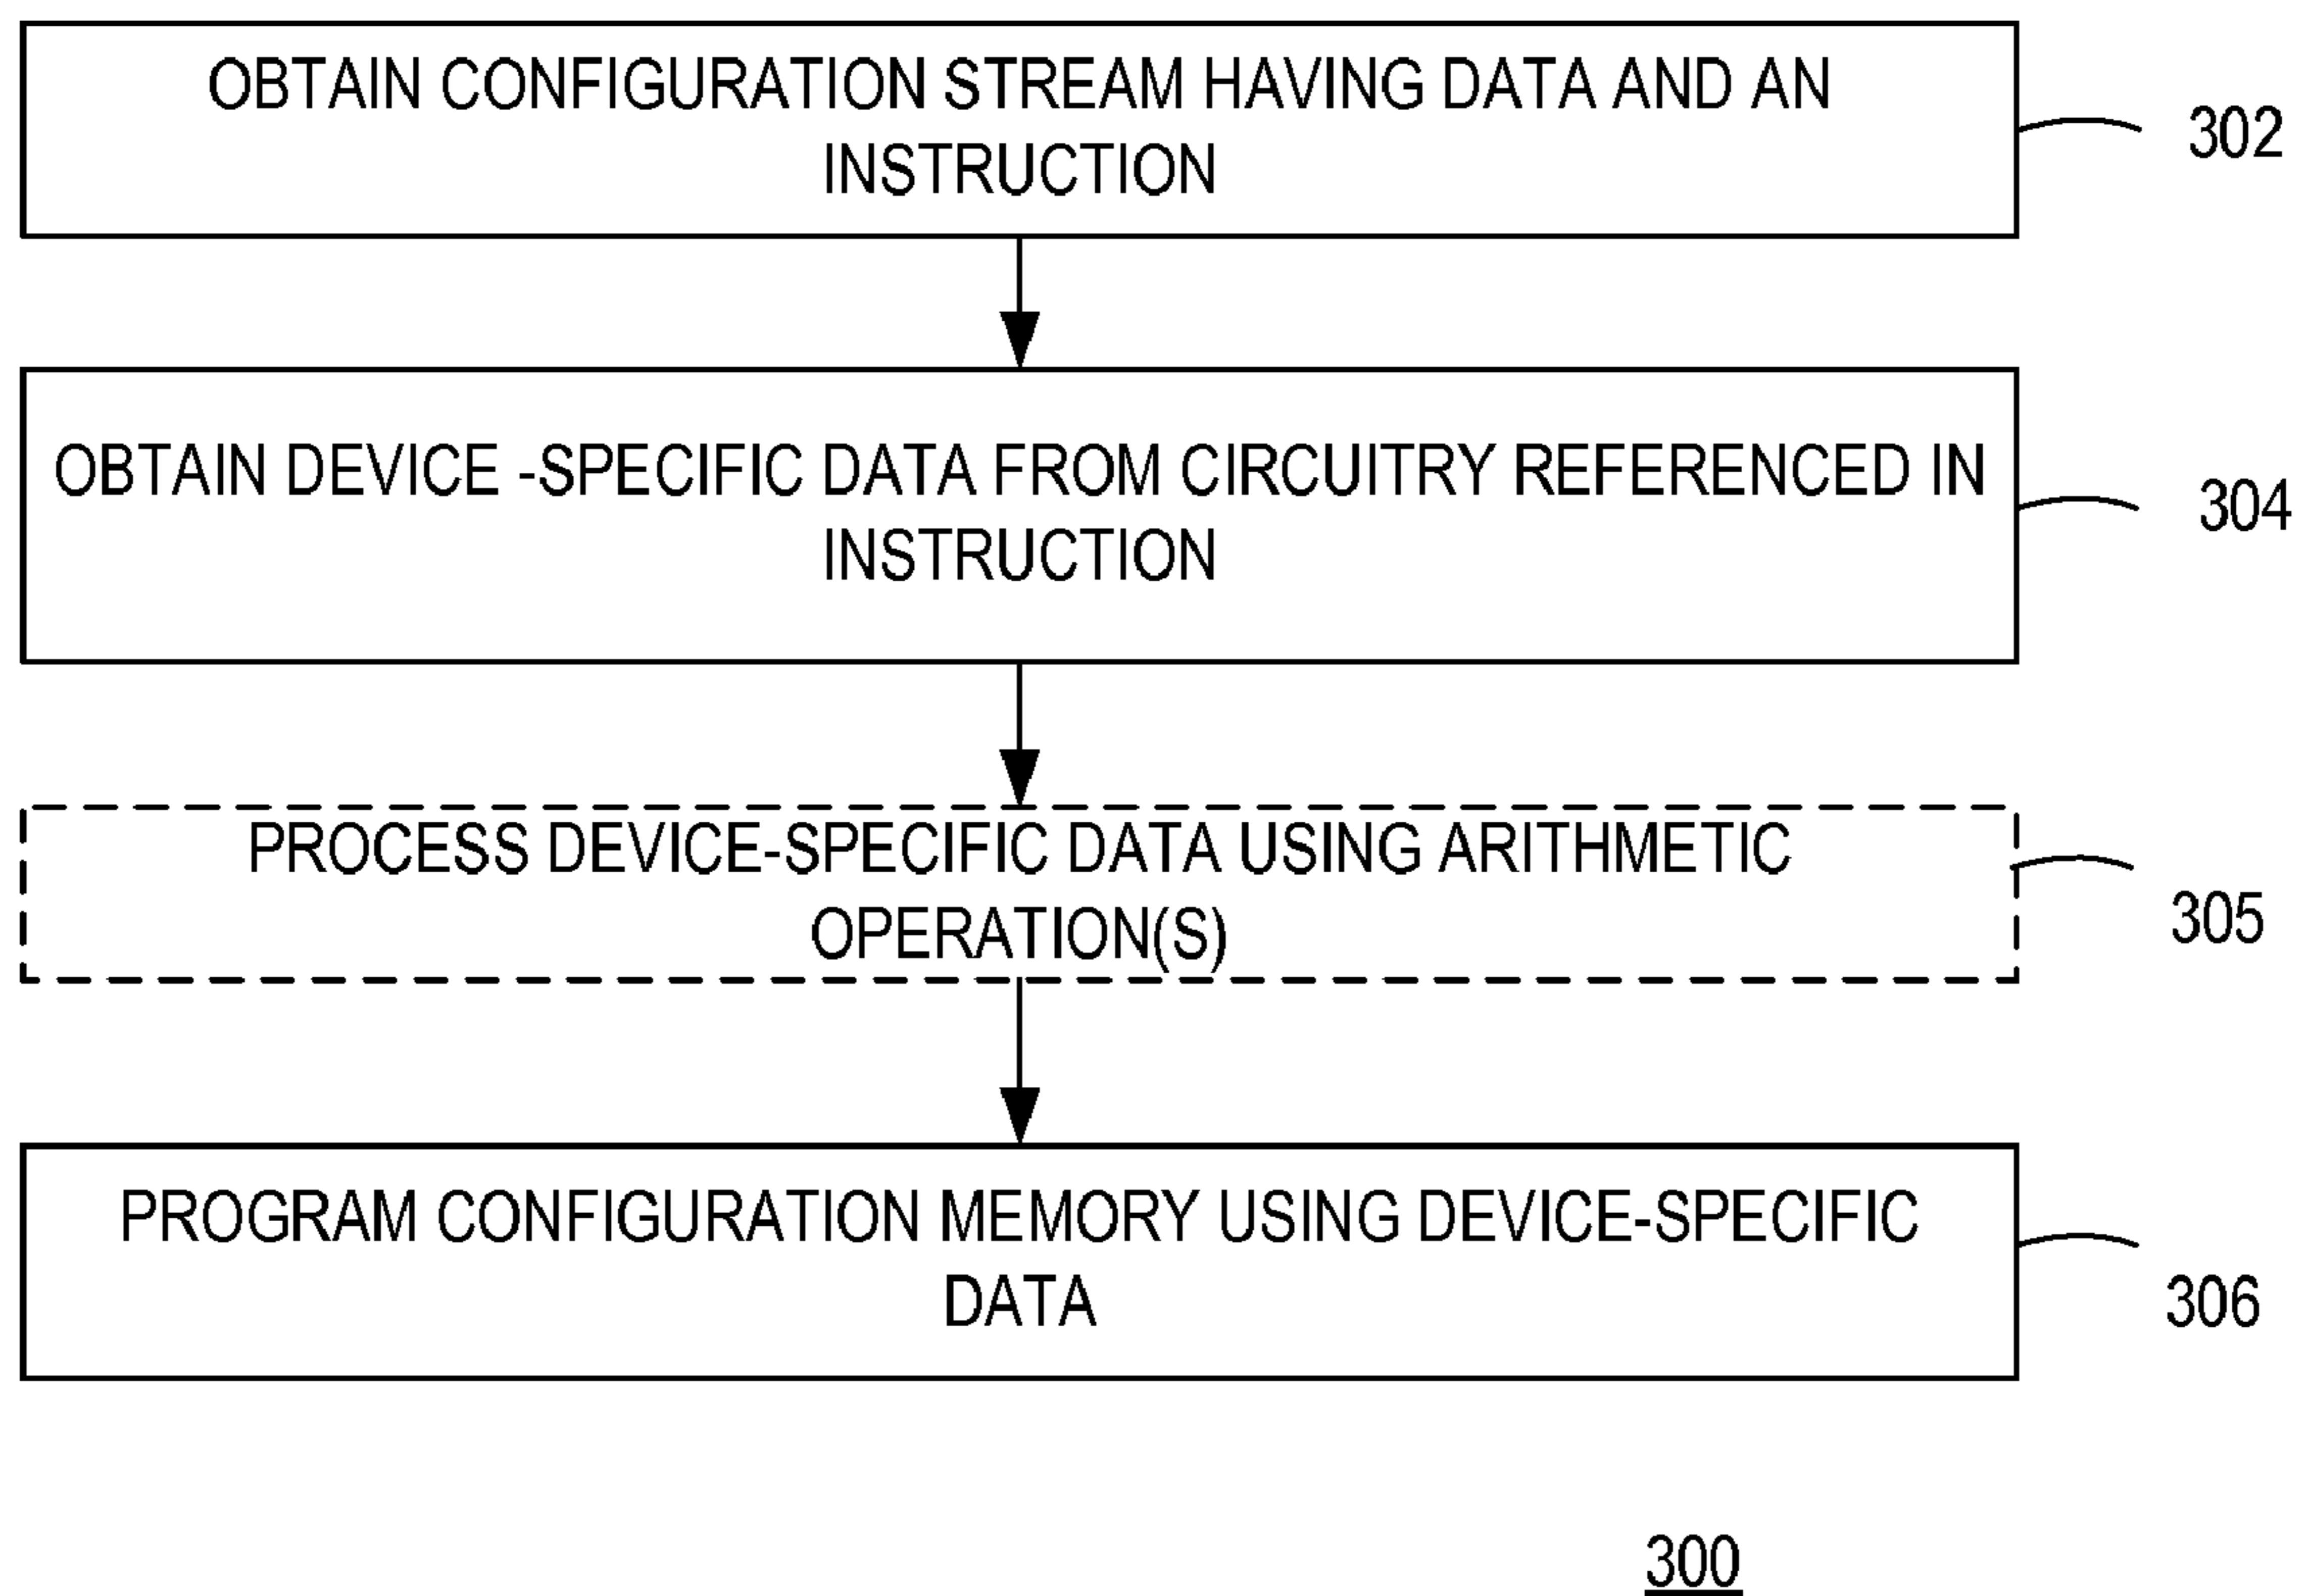 OBTAIN CONFIGURATION STREAM HAVING DATA AND AN
INSTRUCTION
302
OBTAIN DEVICE -SPECIFIC DATA FROM CIRCUITRY REFERENCED IN
INSTRUCTION
304
PROCESS DEVICE-SPECIFIC DATA USING ARITHMETIC
OPERATION(S)
305
PROGRAM CONFIGURATION MEMORY USING DEVICE-SPECIFIC
DATA
306
300